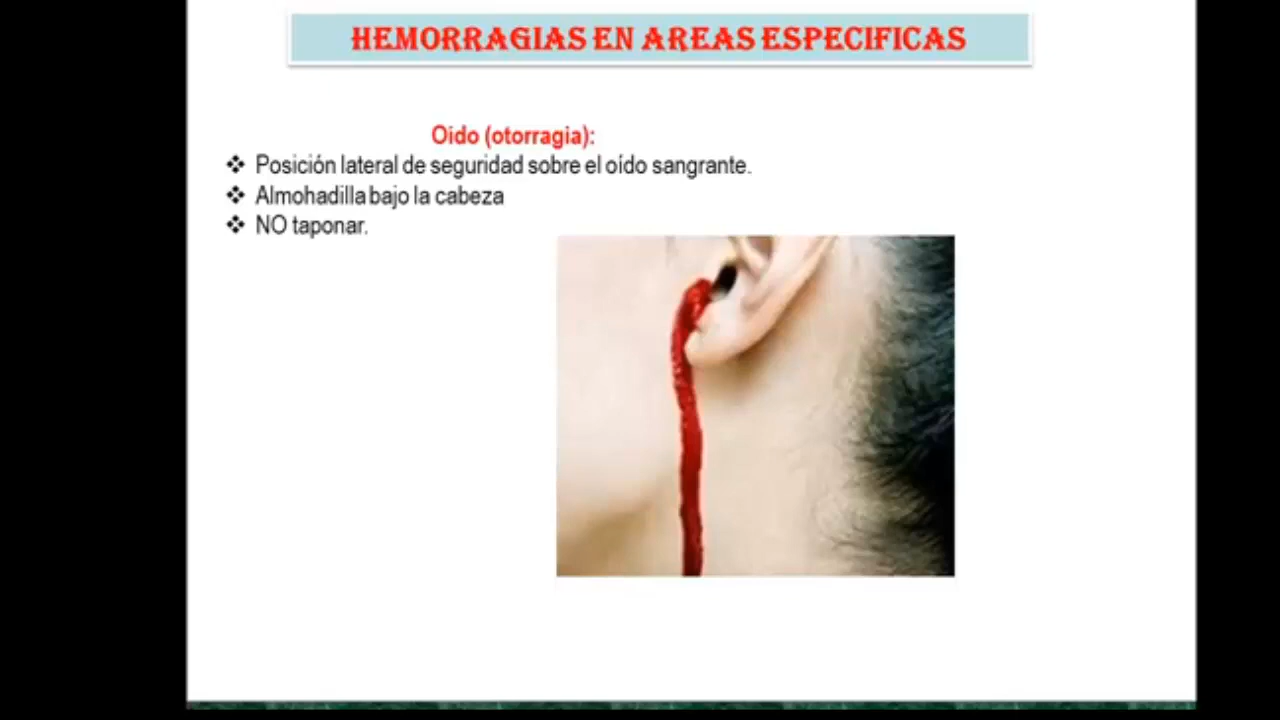 HEMORRAGIAS EN AREAS ESPECIFICAS
Oido (otorragia):
❖ Posición lateral de seguridad sobre el oído sangrante.
❖ Almohadilla bajo la cabeza
❖ NO taponar.